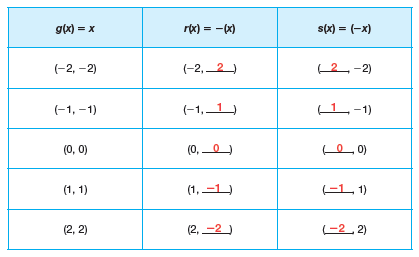 g(x) = x r(x) = −(x) s(x) = (−x)
(−2, −2) (−2, 2) (2, −2)
(−1, −1) (−1, 1) (1, −1)
(0, 0) (0, 0) (0, 0)
(1, 1) (1, −1) (−1, 1)
(2, 2) (2, −2) (−2, 2)